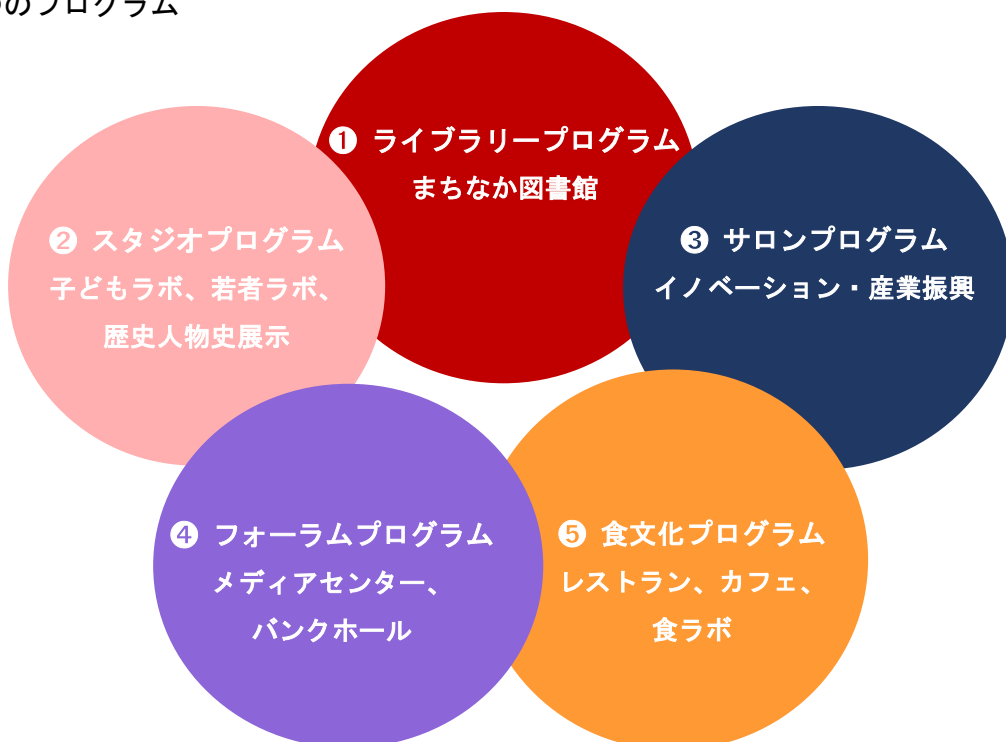 のプログラム
❶ ライブラリープログラム
まちなか図書館
❷ スタジオプログラム
子どもラボ、若者ラボ、
歴史人物史展示
❸ サロンプログラム
イノベーション・産業振興
❹ フォーラムプログラム
メディアセンター、
バンクホール
❺ 食文化プログラム
レストラン、カフェ、
食ラボ